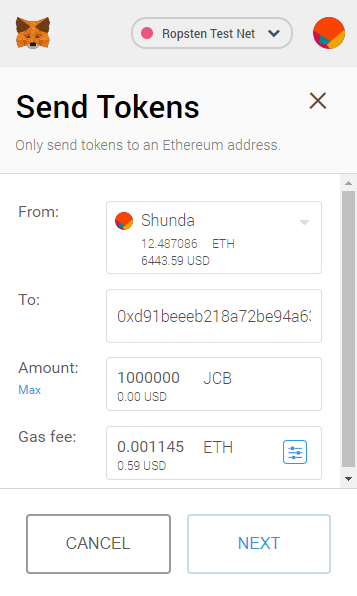 Ropsten Test Net
Send Tokens
Only send tokens to an Ethereum address.
From:
Shunda
12.487086 ETH
6443.59 USD
To:
0xd91beeeb218a72be94a63
Amount:
Max
1000000 JCB
0.00 USD
Gas fee:
0.001145 ETH
0.59 USD
CANCEL
NEXT